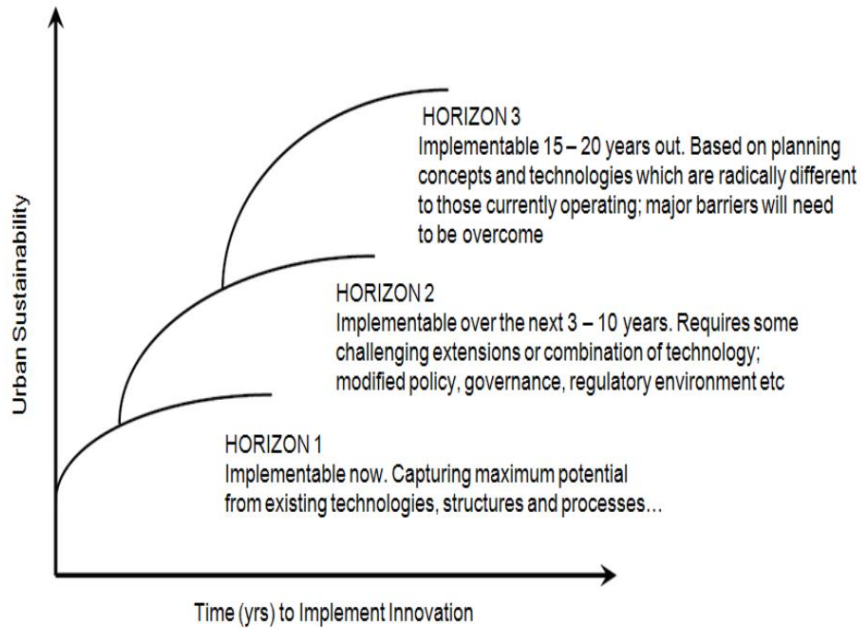 HORIZON 3
Implementable 15 – 20 years out. Based on planning
concepts and technologies which are radically different
to those currently operating; major barriers will need
to be overcome
HORIZON 2
Implementable over the next 3 – 10 years. Requires some
challenging extensions or combination of technology;
modified policy, governance, regulatory environment etc
HORIZON 1
Implementable now. Capturing maximum potential
from existing technologies, structures and processes…
Urban Sustainability
Time (yrs) to Implement Innovation